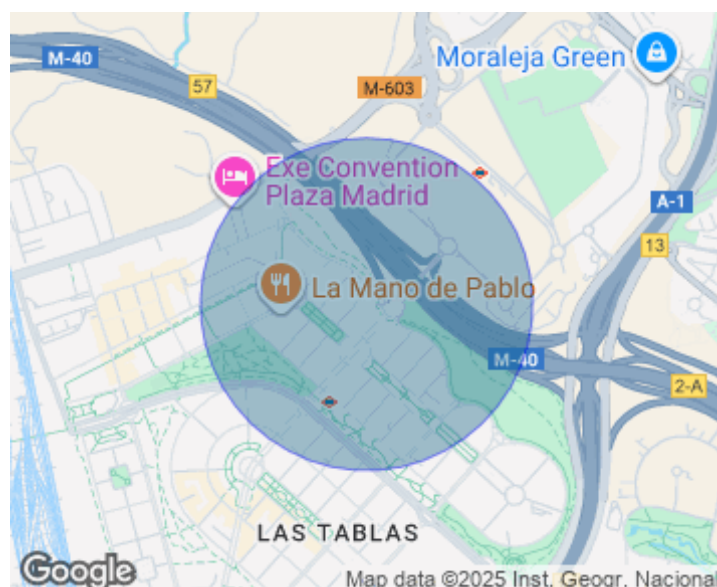 M-40
57
M-603
Moraleja Green
Exe Convention
Plaza Madrid
A-1
13
La Mano de Pablo
M-40
2-A
LAS TABLAS
Google
Map data ©2025 Inst. Geogr. Nacional